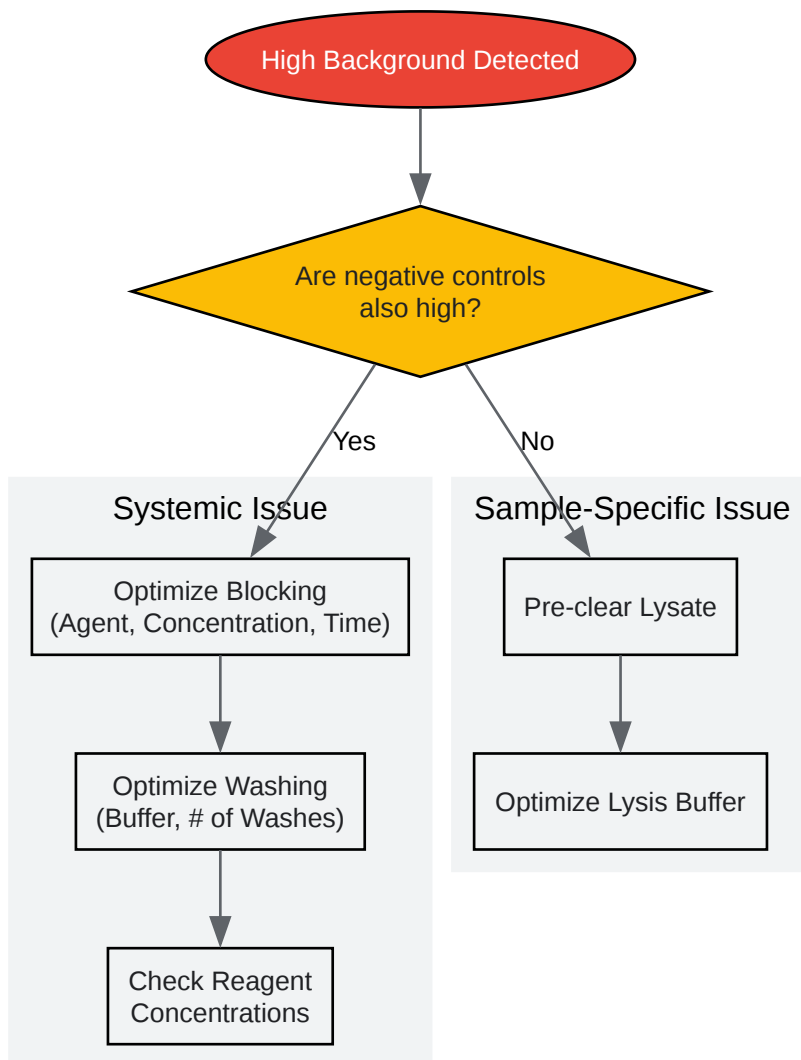 High Background Detected
Are negative controls
also high?
Yes
No
Systemic Issue
Sample-Specific Issue
Optimize Blocking
(Agent, Concentration, Time)
Pre-clear Lysate
Optimize Washing
(Buffer, # of Washes)
Optimize Lysis Buffer
Check Reagent
Concentrations